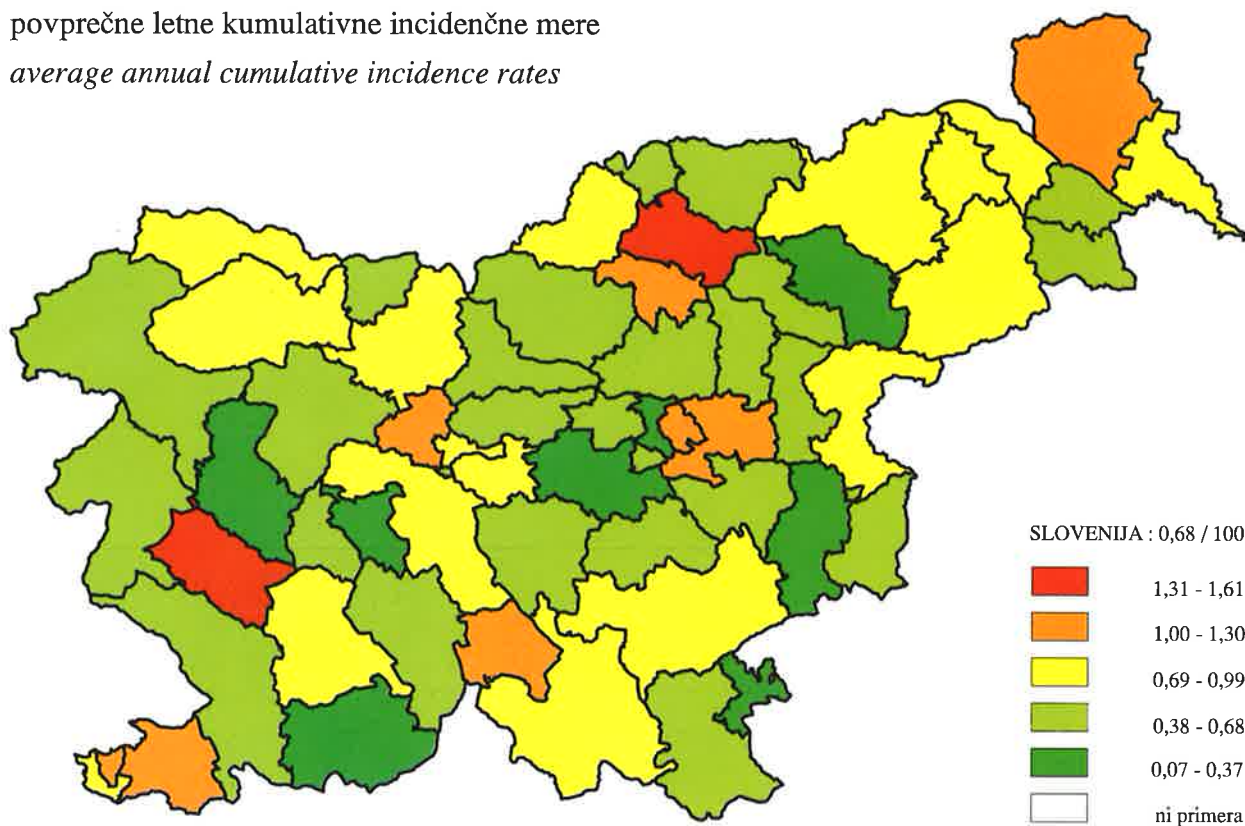 povprečne letne kumulativne incidenčne mere
average annual cumulative incidence rates
SLOVENIJA : 0,68 / 100
1,31 - 1,61
1,00 - 1,30
0,69 - 0,99
0,38 - 0,68
0,07 - 0,37
ni primera